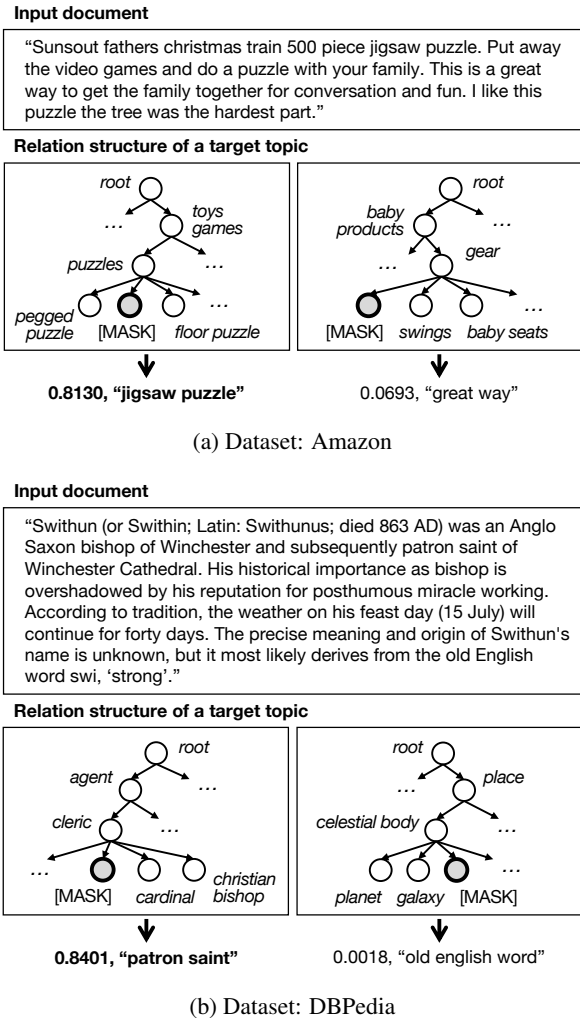 Input document
“Sunsout fathers christmas train 500 piece jigsaw puzzle. Put away
the video games and do a puzzle with your family. This is a great
way to get the family together for conversation and fun. I like this
puzzle the tree was the hardest part.”
Relation structure of a target topic
root
...
toys
games
puzzles
...
pegged
puzzle
[MASK]
floor puzzle
...
0.8130, “jigsaw puzzle”
root
baby
products
...
...
gear
[MASK]
swings
baby seats
...
0.0693, “great way”
(a) Dataset: Amazon
Input document
“Swithun (or Swithin; Latin: Swithunus; died 863 AD) was an Anglo
Saxon bishop of Winchester and subsequently patron saint of
Winchester Cathedral. His historical importance as bishop is
overshadowed by his reputation for posthumous miracle working.
According to tradition, the weather on his feast day (15 July) will
continue for forty days. The precise meaning and origin of Swithun's
name is unknown, but it most likely derives from the old English
word swi, ‘strong’.”
Relation structure of a target topic
root
agent
...
cleric
...
...
[MASK]
cardinal
christian
bishop
0.8401, “patron saint”
root
...
place
celestial body
...
planet
galaxy
[MASK]
...
0.0018, “old english word”
(b) Dataset: DBPedia